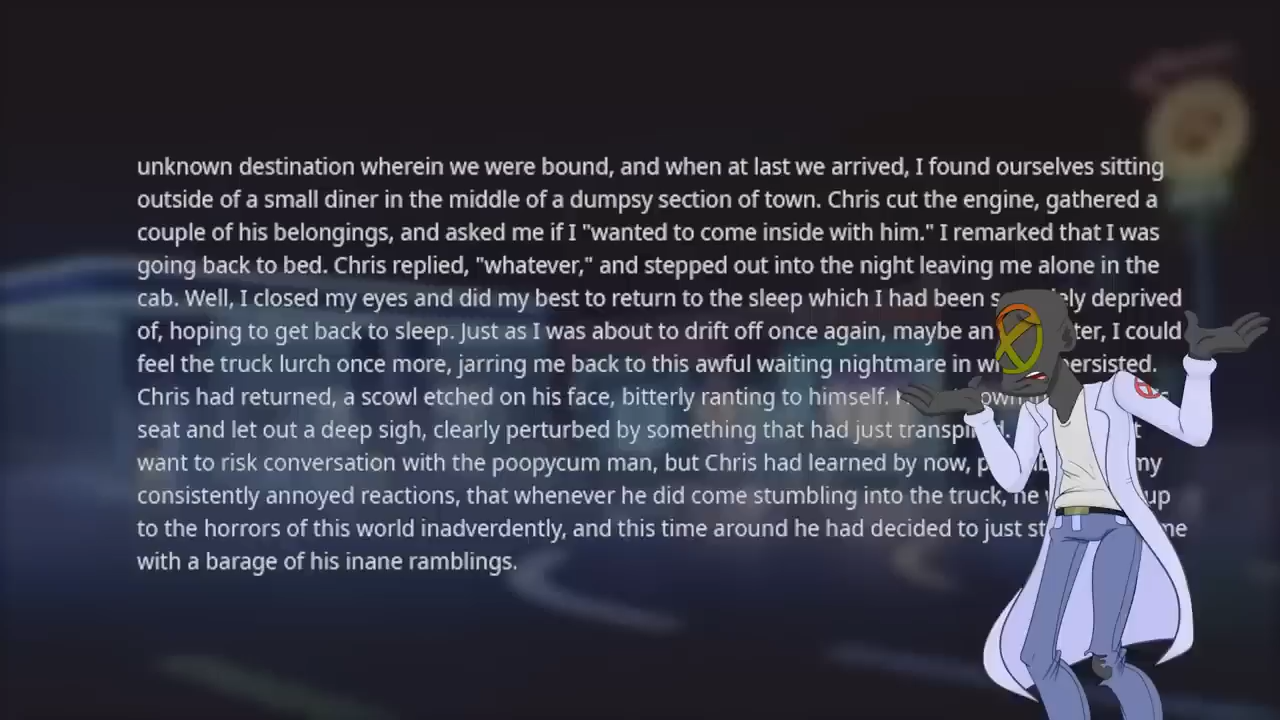 unknown destination wherein we were bound, and when at last we arrived, I found ourselves sitting
outside of a small diner in the middle of a dumpsy section of town. Chris cut the engine, gathered a
couple of his belongings, and asked me if I "wanted to come inside with him." I remarked that I was
going back to bed. Chris replied, "whatever," and stepped out into the night leaving me alone in the
cab. Well, I closed my eyes and did my best to return to the sleep which I had been deprived
of, hoping to get back to sleep. Just as I was about to drift off once again, maybe an I could
feel the truck lurch once more, jarring me back to this awful waiting nightmare in persisted.
Chris had returned, a scowl etched on his face, bitterly ranting to himself.
seat and let out a deep sigh, clearly perturbed by something that had just
want to risk conversation with the poopycum man, but Chris had learned by now, my
consistently annoyed reactions, that whenever he did come stumbling into the truck, he up
to the horrors of this world inadverdently, and this time around he had decided to just
with a barage of his inane ramblings.